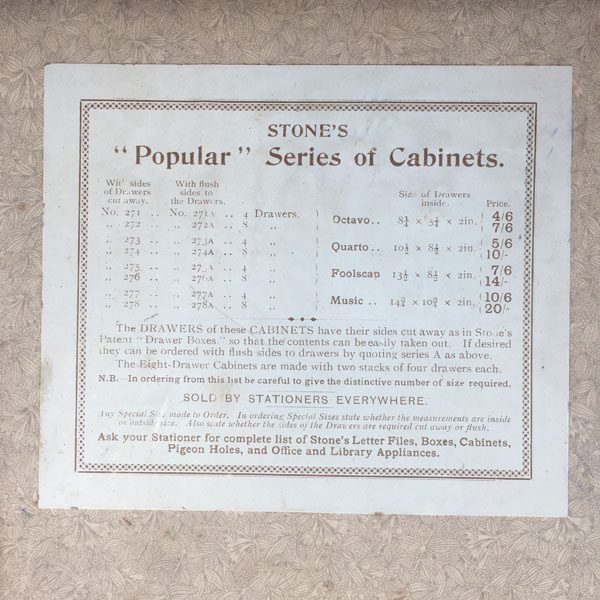 STONE'S
"Popular" Series of Cabinets.
Wit' sides of Drawers cut away. With flush sides to the Drawers. Size of Drawers inside. Price.
No. 271 .. No. 271A .. 4 Drawers. Octavo .. 8¾ × 5¼ × 2in. 4/6
„ 272 .. „ 272A .. 8 „ 7/6
„ 273 .. „ 273A .. 4 „ Quarto .. 10½ × 8½ × 2in. 5/6
„ 274 .. „ 274A .. 8 „ 10/-
„ 275 .. „ 4 „ Foolscap 13½ × 8½ × 2in. 7/6
„ 276 .. „ 276A .. 8 „ 14/-
„ 277 .. „ 277A .. 4 „ Music .. 14¾ × 10¾ × 2in. 10/6
„ 278 .. „ 278A .. 8 „ 20/-
The DRAWERS of these CABINETS have their sides cut away as in Stone's
Patent "Drawer Boxes," so that the contents can be easily taken out. If desired
they can be ordered with flush sides to drawers by quoting series A as above.
The Eight-Drawer Cabinets are made with two stacks of four drawers each.
N.B.—In ordering from this list be careful to give the distinctive number of size required.
SOLD BY STATIONERS EVERYWHERE.
Any Special Size made to Order. In ordering Special Sizes state whether the measurements are inside
or outside size. Also state whether the sides of the Drawers are required cut away or flush.
Ask your Stationer for complete list of Stone's Letter Files, Boxes, Cabinets,
Pigeon Holes, and Office and Library Appliances.